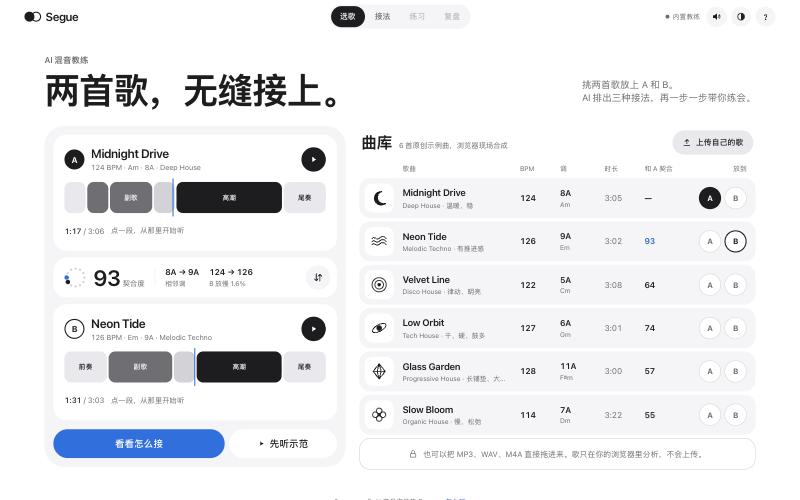 Segue
选歌 接法 练习 复盘
内置教练 ?
AI 混音教练
两首歌，无缝接上。
挑两首歌放上 A 和 B。
AI 排出三种接法，再一步一步带你练会。
A Midnight Drive
124 BPM · Am · 8A · Deep House
副歌 高潮 尾奏
1:17 / 3:06 点一段，从那里开始听
93 契合度
8A → 9A 124 → 126
相邻调 B 放慢 1.6%
B Neon Tide
126 BPM · Em · 9A · Melodic Techno
前奏 副歌 高潮 尾奏
1:31 / 3:03 点一段，从那里开始听
看看怎么接 先听示范
曲库 6 首原创示例曲，浏览器现场合成
上传自己的歌
歌曲 BPM 调 时长 和 A 契合 放到
Midnight Drive 124 8A 3:05 — A B
Deep House · 温暖、稳 Am
Neon Tide 126 9A 3:02 93 A B
Melodic Techno · 有推进感 Em
Velvet Line 122 5A 3:08 64 A B
Disco House · 律动、明亮 Cm
Low Orbit 127 6A 3:01 74 A B
Tech House · 干、硬、鼓多 Gm
Glass Garden 128 11A 3:00 57 A B
Progressive House · 长铺垫、大... F#m
Slow Bloom 114 7A 3:22 55 A B
Organic House · 慢、松弛 Dm
也可以把 MP3、WAV、M4A 直接拖进来。歌只在你的浏览器里分析，不会上传。